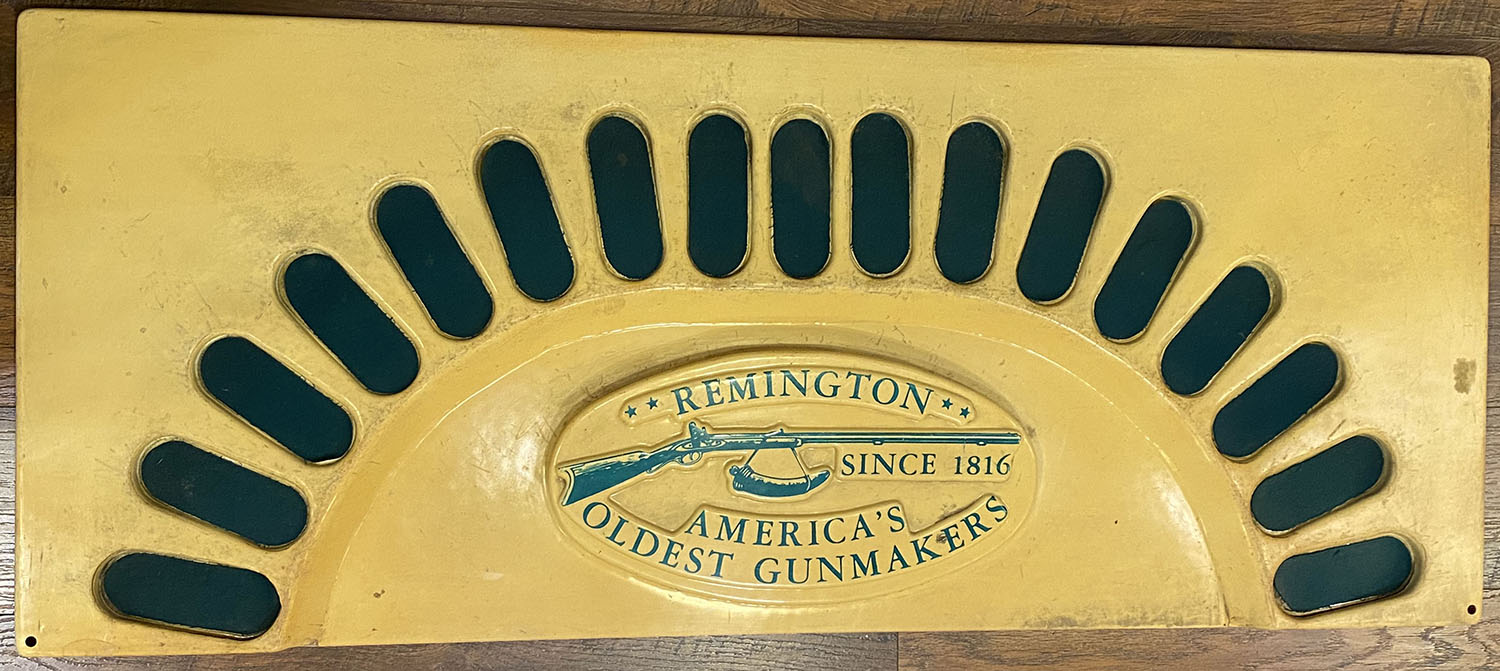 ★ ★ REMINGTON ★ ★
SINCE 1816
AMERICA'S
OLDEST GUNMAKERS